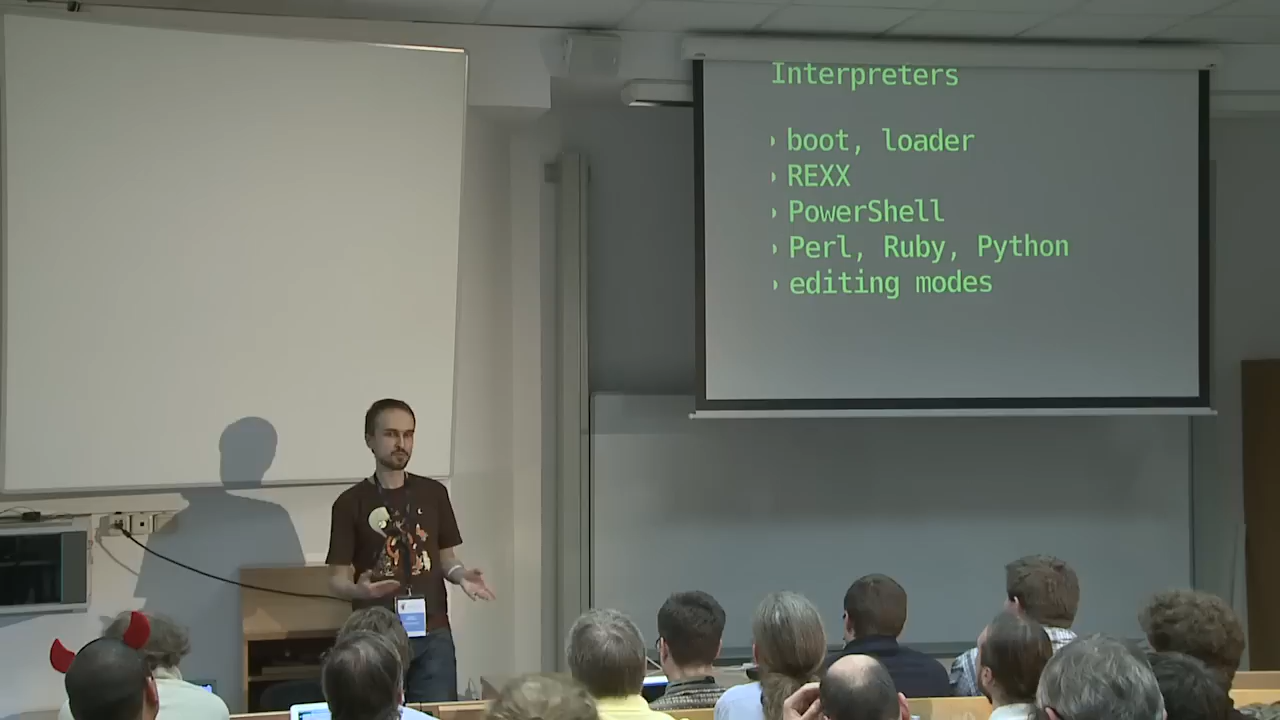 Interpreters
boot, loader
REXX
PowerShell
Perl, Ruby, Python
editing modes